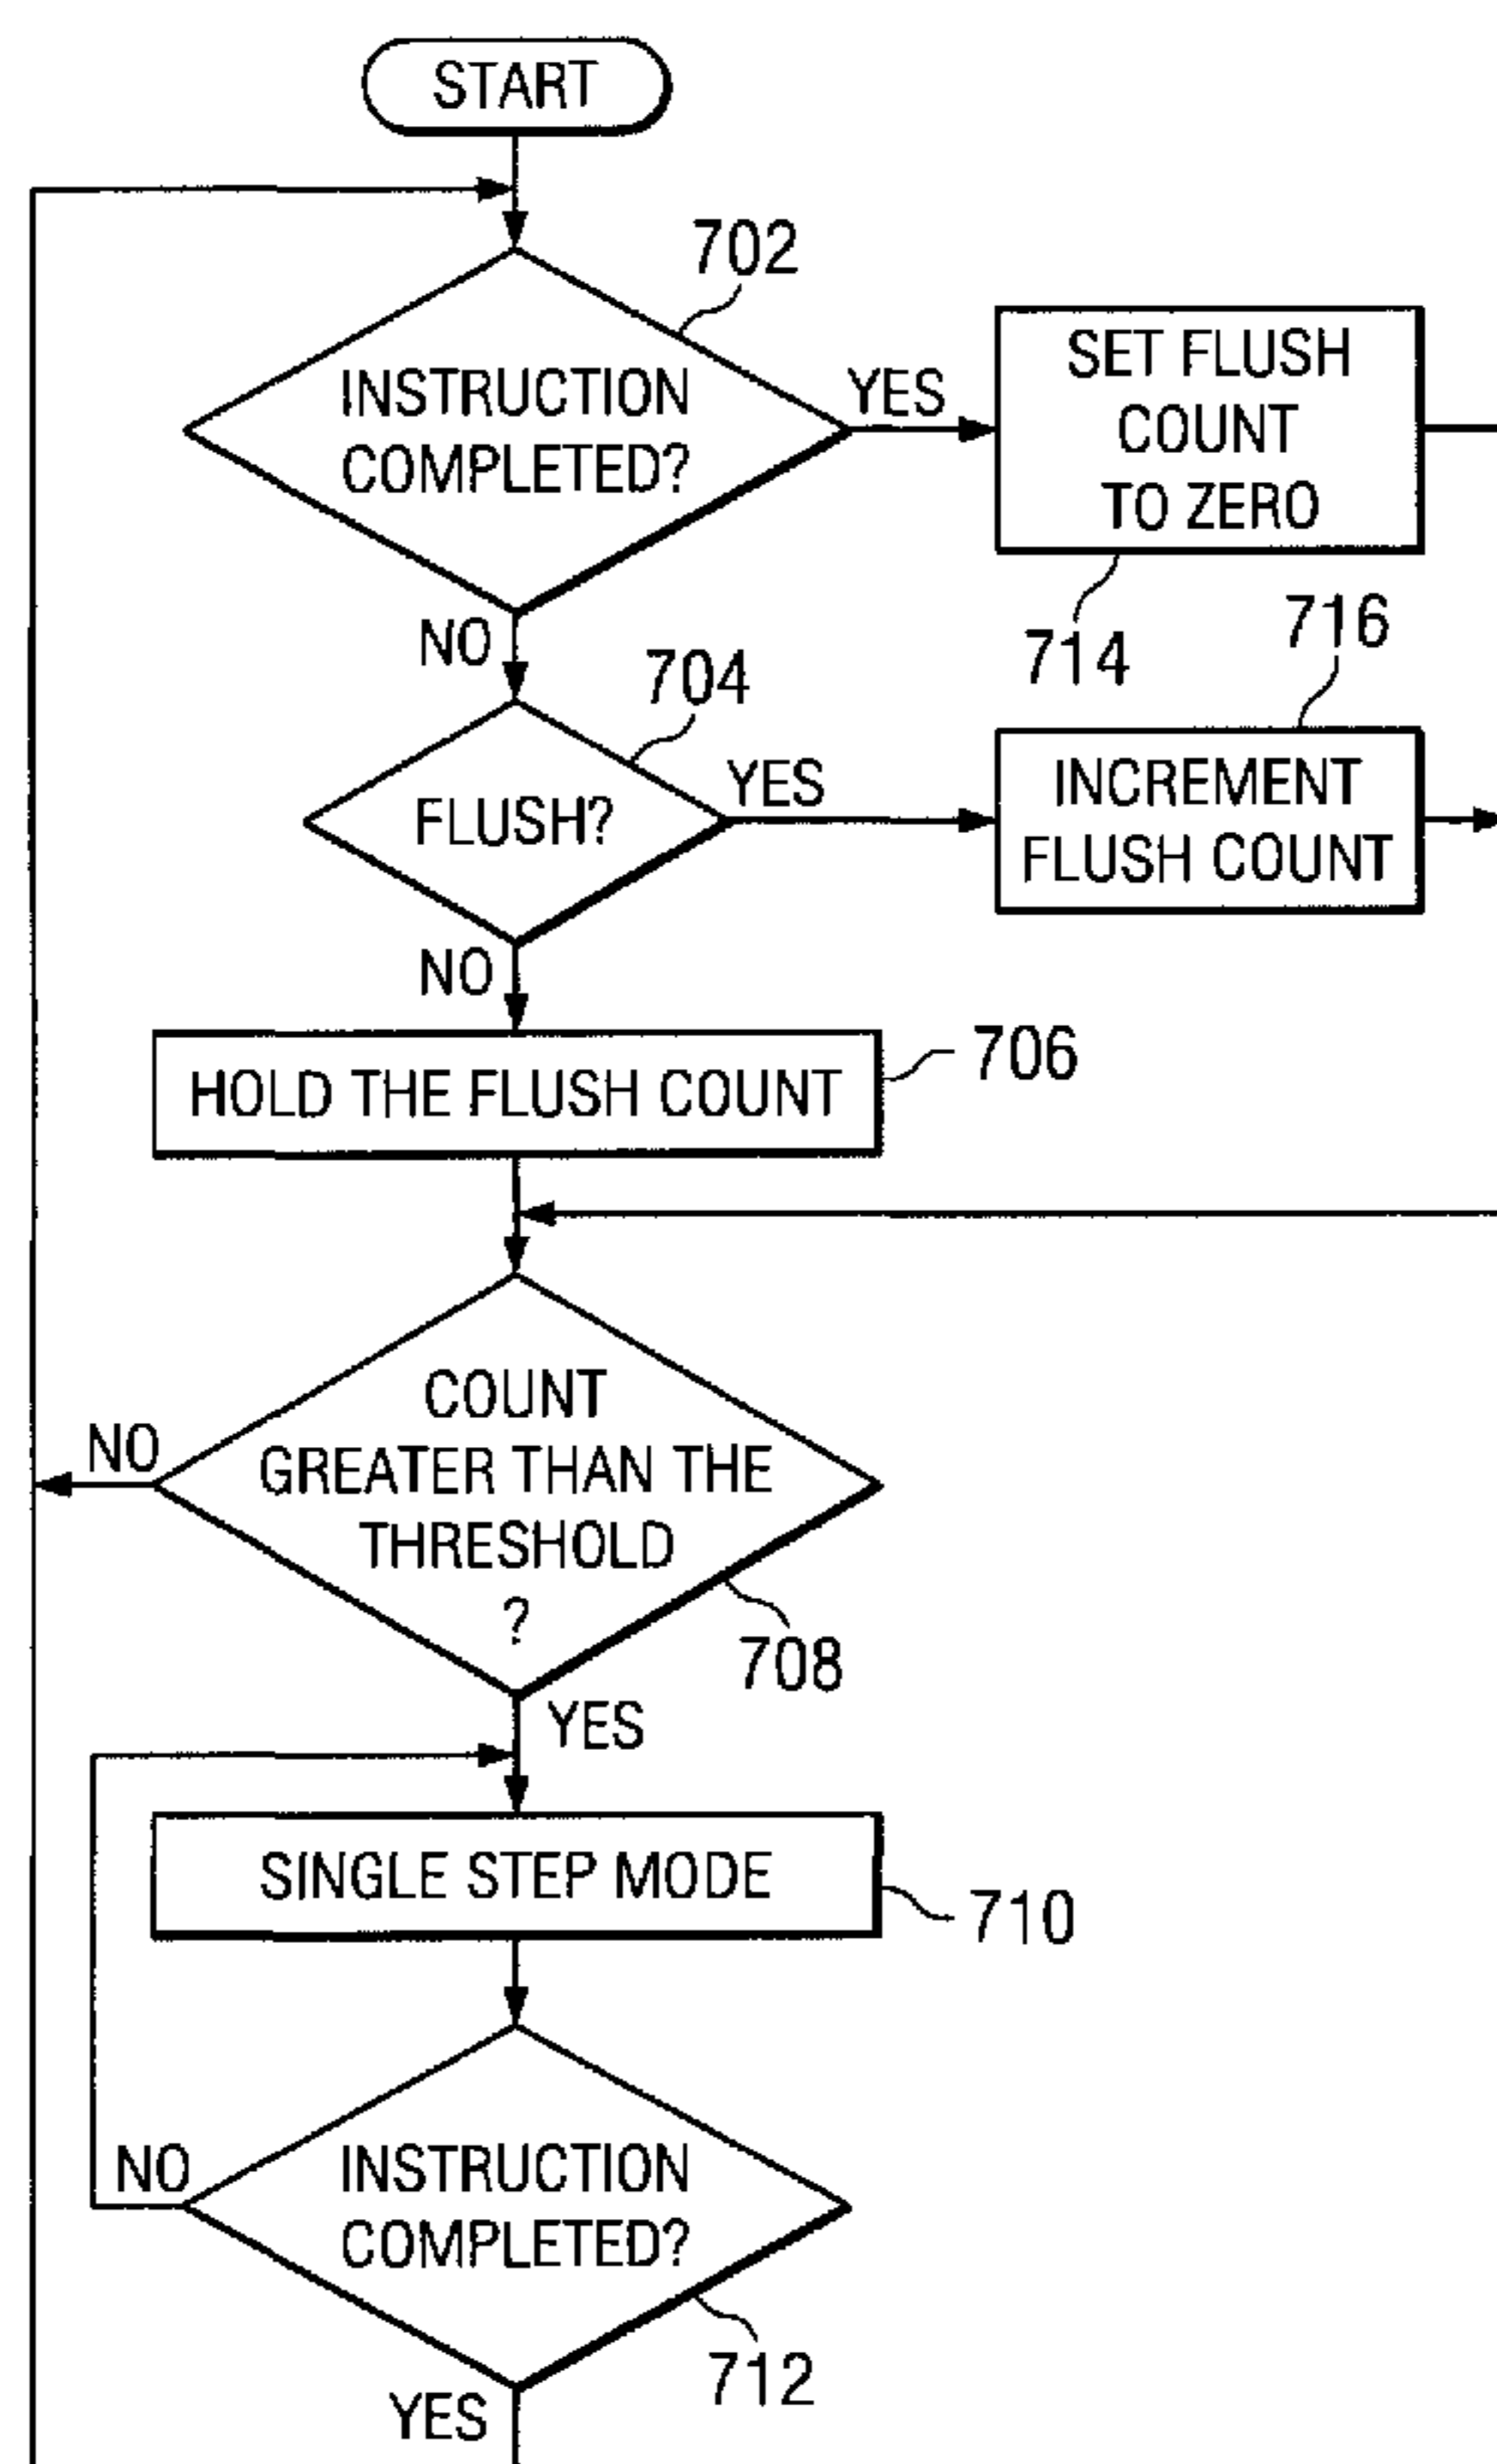 START
702
INSTRUCTION
COMPLETED?
YES
SET FLUSH
COUNT
TO ZERO
714
NO
704
FLUSH?
YES
716
INCREMENT
FLUSH COUNT
NO
HOLD THE FLUSH COUNT
706
COUNT
GREATER THAN THE
THRESHOLD
?
NO
708
YES
SINGLE STEP MODE
710
INSTRUCTION
COMPLETED?
NO
712
YES